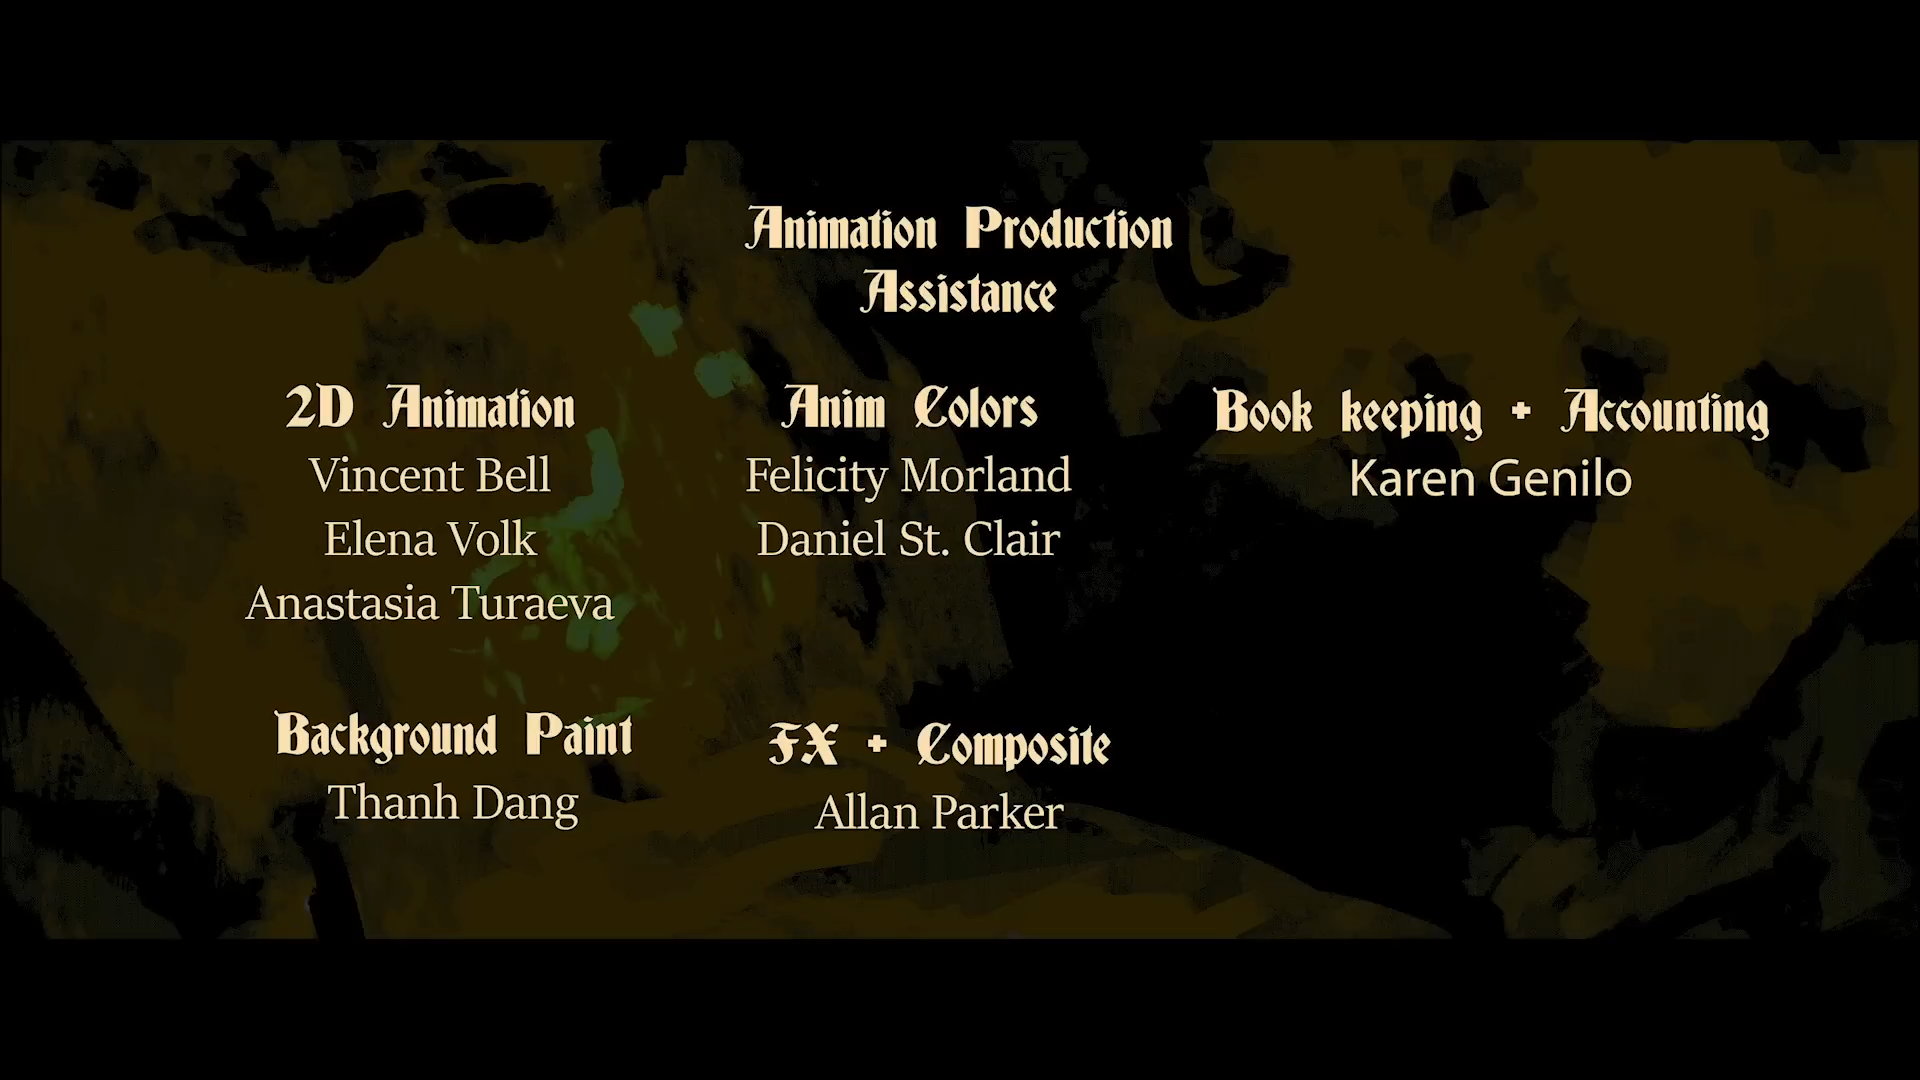 Animation Production
Assistance
2D Animation
Vincent Bell
Elena Volk
Anastasia Turaeva
Anim Colors
Felicity Morland
Daniel St. Clair
Book keeping + Accounting
Karen Genilo
Background Paint
Thanh Dang
FX + Composite
Allan Parker